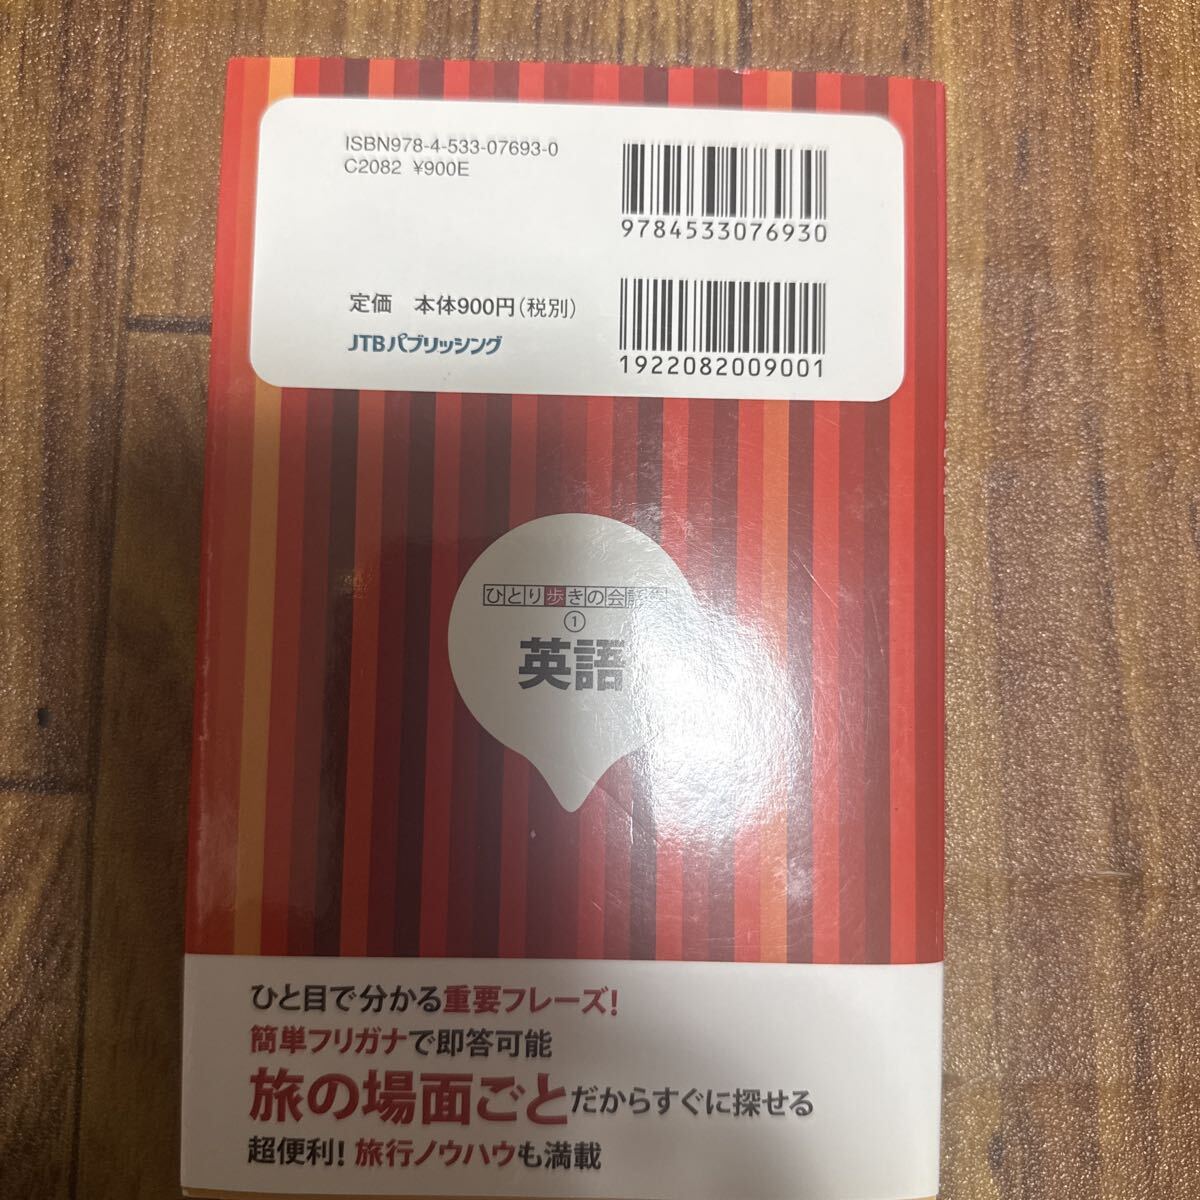 ISBN978-4-533-07693-0
C2082 ¥900E
9784533076930
定価 本体900円(税別)
JTBパブリッシング
1922082009001
ひとり歩きの会話集
①
英語
ひと目で分かる重要フレーズ!
簡単フリガナで即答可能
旅の場面ごとだからすぐに探せる
超便利! 旅行ノウハウも満載